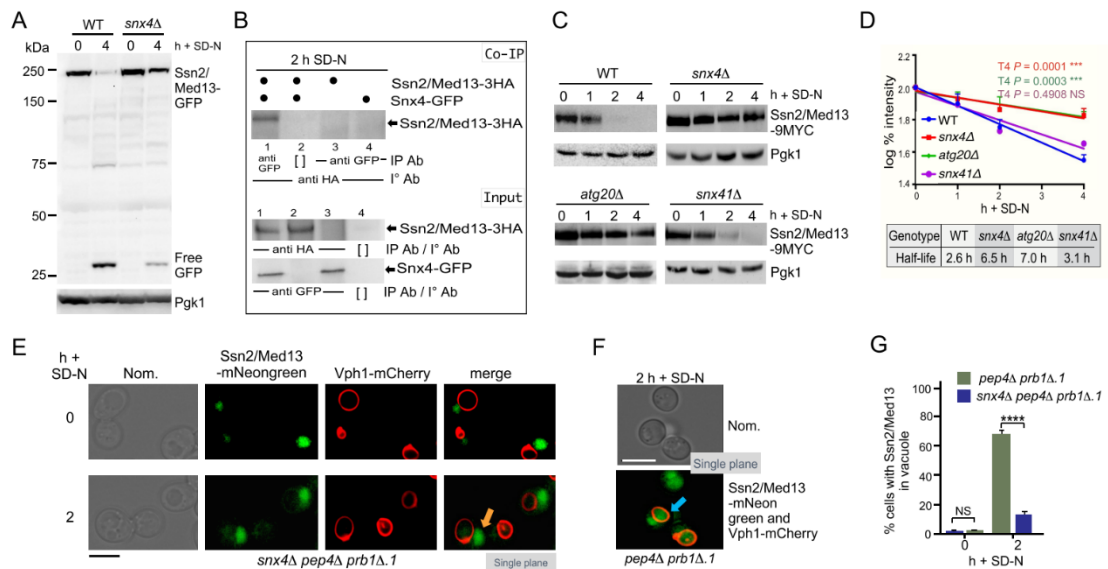 A
WT snx4Δ
0 4 0 4 h + SD-N
kDa
250
150
75
50
25
Ssn2/
Med13-
GFP
Free
GFP
Pgk1
B
Co-IP
2 h SD-N
Ssn2/Med13-3HA
Snx4-GFP
Ssn2/Med13-3HA
1 2 3 4
anti
GFP [ ] anti GFP IP Ab
anti HA I° Ab
Input
1 2 3 4
Ssn2/Med13-3HA
anti HA [ ] IP Ab / I° Ab
Snx4-GFP
anti GFP [ ] IP Ab / I° Ab
C
WT snx4Δ
0 1 2 4 0 1 2 4 h + SD-N
Ssn2/Med13
-9MYC
Pgk1
atg20Δ snx41Δ
0 1 2 4 0 1 2 4 h + SD-N
Ssn2/Med13
-9MYC
Pgk1
D
T4 P = 0.0001 ***
T4 P = 0.0003 ***
T4 P = 0.4908 NS
log % intensity
2.0
1.8
1.6
1.4
WT
snx4Δ
atg20Δ
snx41Δ
0 1 2 3 4
h + SD-N
Genotype WT snx4Δ atg20Δ snx41Δ
Half-life 2.6 h 6.5 h 7.0 h 3.1 h
E
h +
SD-N
Nom.
Ssn2/Med13
-mNeongreen
Vph1-mCherry
merge
0
2
snx4Δ pep4Δ prb1Δ.1
Single plane
F
2 h + SD-N
Nom.
Single plane
Ssn2/Med13
-mNeon
green and
Vph1-mCherry
pep4Δ prb1Δ.1
G
pep4Δ prb1Δ.1
snx4Δ pep4Δ prb1Δ.1
% cells with Ssn2/Med13
in vacuole
100
80
60
40
20
0
****
NS
0 2
h + SD-N